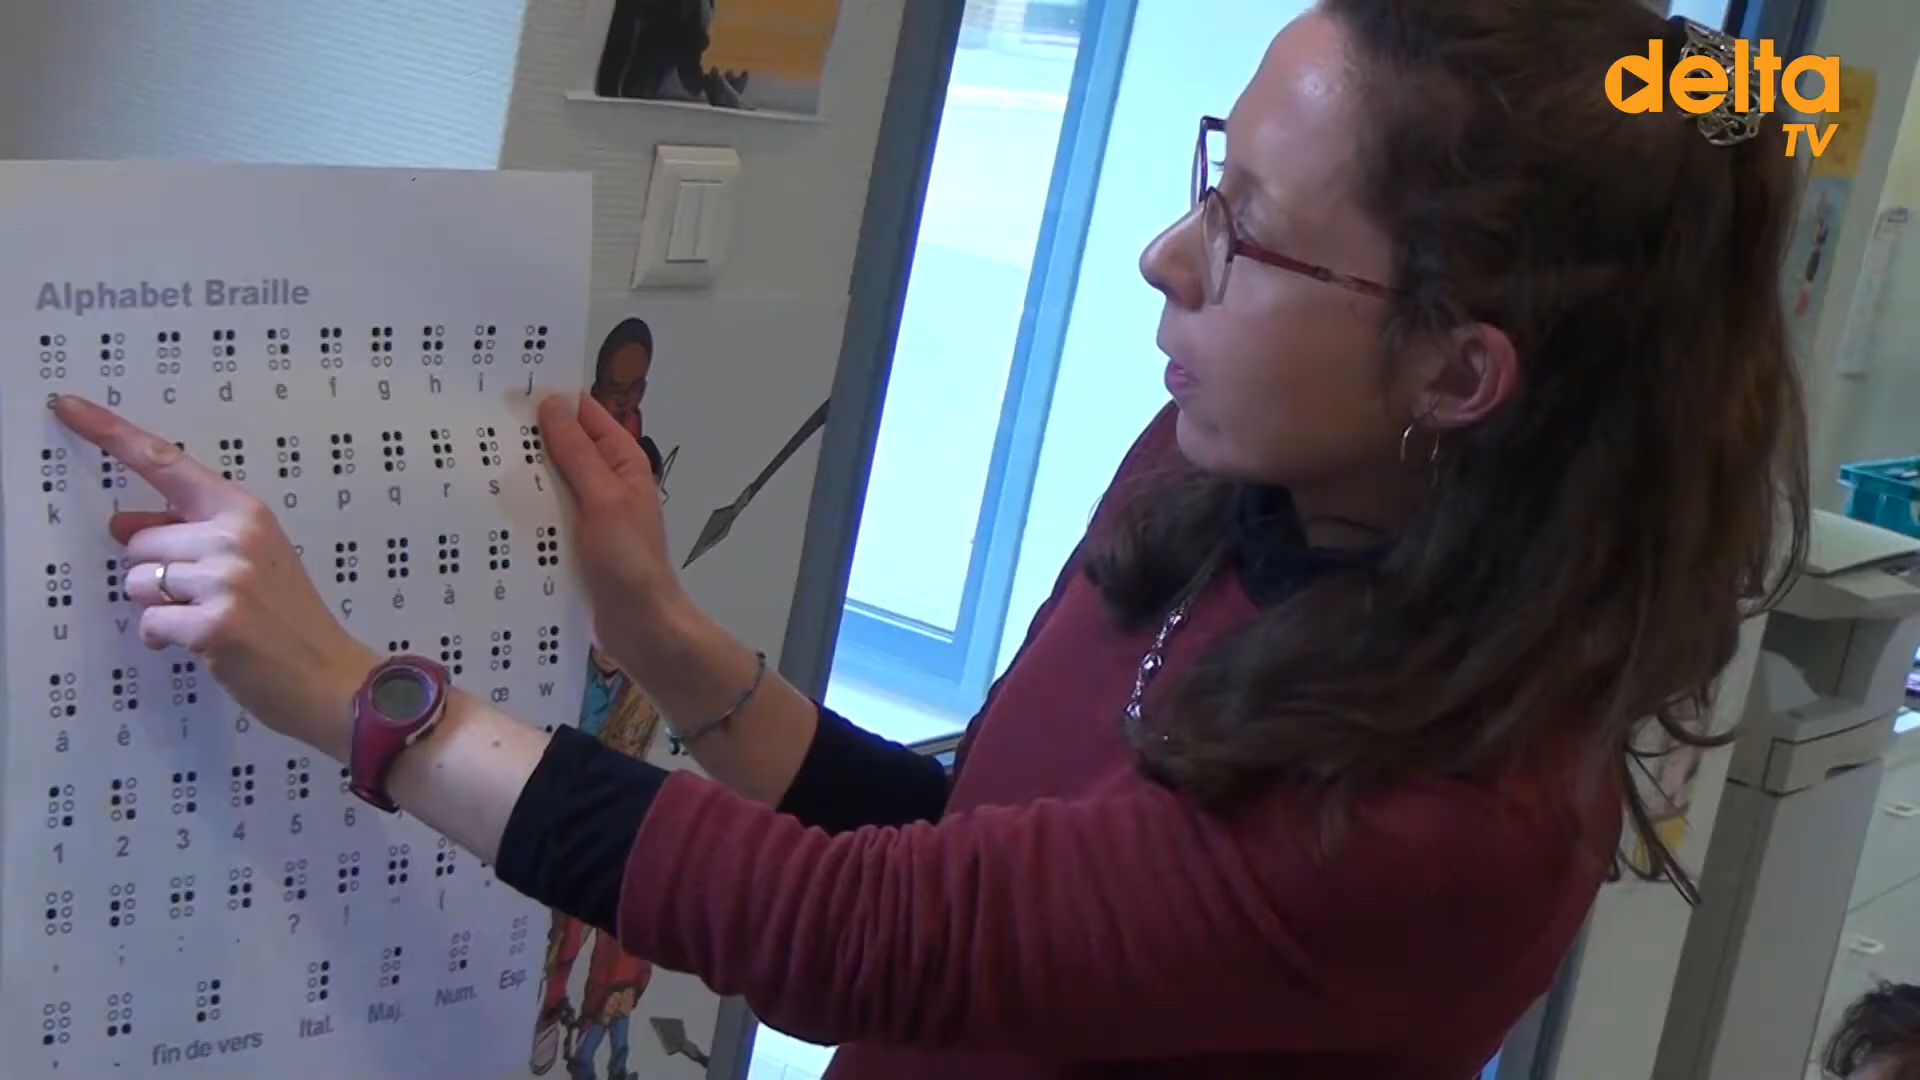 delta
TV
Alphabet Braille
a b c d e f g h i j
k o p q r s t
u v ç é à è ù
â ê î ô œ w
1 2 3 4 5 6
, ; : . ? ! " (
' - fin de vers Ital. Maj. Num. Esp.